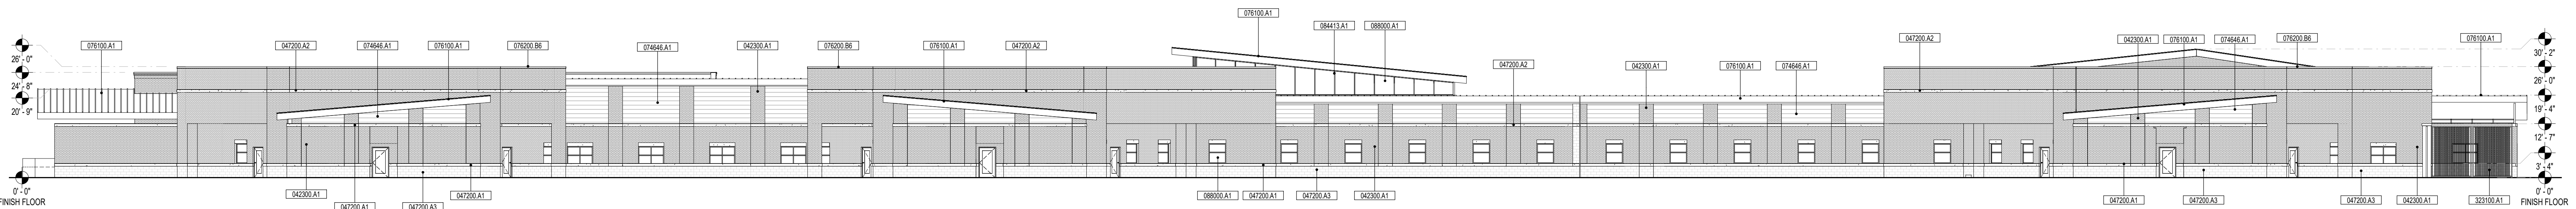 076100.A1
084413.A1
088000.A1
076100.A1
047200.A2
074646.A1
076100.A1
076200.B6
074646.A1
042300.A1
076200.B6
076100.A1
047200.A2
047200.A2
042300.A1
076100.A1
074646.A1
047200.A2
042300.A1
076100.A1
074646.A1
076200.B6
076100.A1
26' - 0"
24' - 8"
20' - 9"
0' - 0"
FINISH FLOOR
30' - 2"
26' - 0"
19' - 4"
12' - 7"
3' - 4"
0' - 0"
FINISH FLOOR
042300.A1
047200.A1
047200.A3
047200.A1
088000.A1
047200.A1
047200.A3
042300.A1
047200.A1
047200.A3
047200.A3
042300.A1
323100.A1